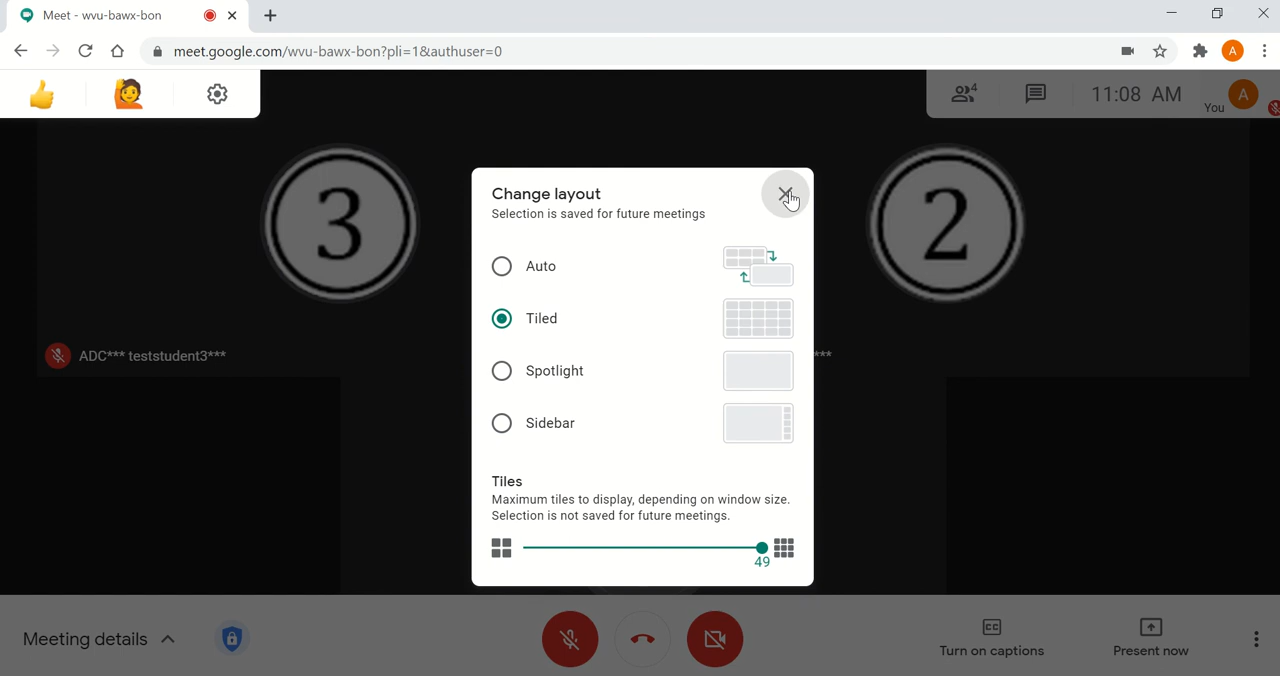 Meet - wvu-bawx-bon
meet.google.com/wvu-bawx-bon?pli=1&authuser=0
A
4
11:08 AM
You
A
3
2
Change layout
Selection is saved for future meetings
Auto
Tiled
Spotlight
Sidebar
ADC*** teststudent3***
***
Tiles
Maximum tiles to display, depending on window size.
Selection is not saved for future meetings.
49
Meeting details
CC
Turn on captions
Present now